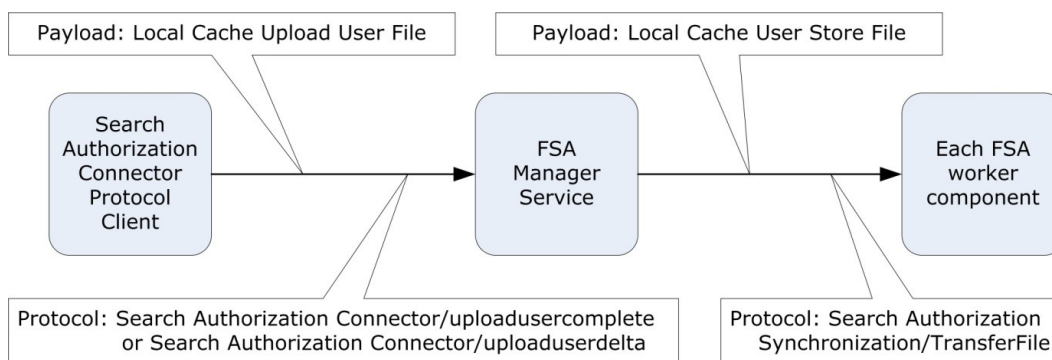 Payload: Local Cache Upload User File
Payload: Local Cache User Store File
Search
Authorization
Connector
Protocol
Client
FSA
Manager
Service
Each FSA
worker
component
Protocol: Search Authorization Connector/uploadusercomplete
or Search Authorization Connector/uploaduserdelta
Protocol: Search Authorization
Synchronization/TransferFile